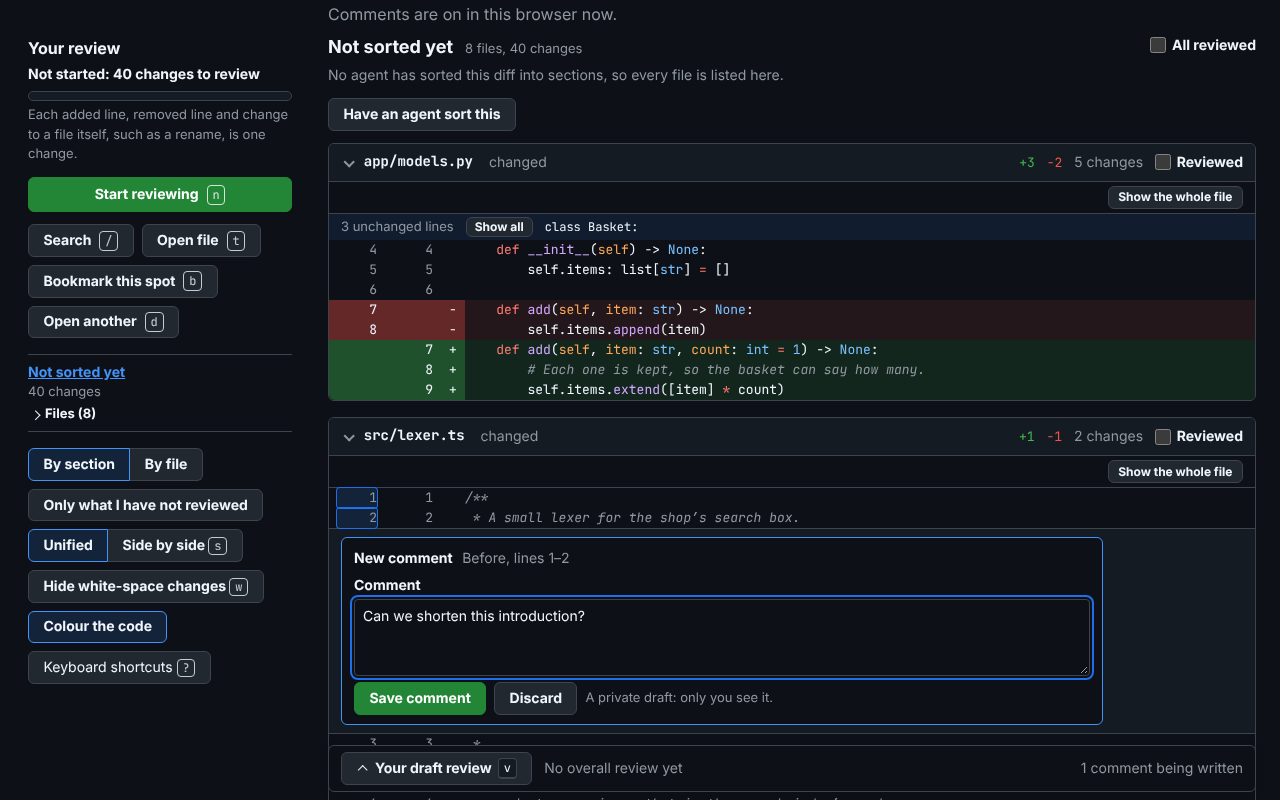 Comments are on in this browser now.
Your review
Not started: 40 changes to review
Each added line, removed line and change
to a file itself, such as a rename, is one
change.
Start reviewing n
Search / Open file t
Bookmark this spot b
Open another d
Not sorted yet
40 changes
Files (8)
By section By file
Only what I have not reviewed
Unified Side by side s
Hide white-space changes w
Colour the code
Keyboard shortcuts ?
Not sorted yet 8 files, 40 changes All reviewed
No agent has sorted this diff into sections, so every file is listed here.
Have an agent sort this
app/models.py changed +3 -2 5 changes Reviewed
Show the whole file
3 unchanged lines Show all class Basket:
4 4 def __init__(self) -> None:
5 5 self.items: list[str] = []
6 6
7 - def add(self, item: str) -> None:
8 - self.items.append(item)
7 + def add(self, item: str, count: int = 1) -> None:
8 + # Each one is kept, so the basket can say how many.
9 + self.items.extend([item] * count)
src/lexer.ts changed +1 -1 2 changes Reviewed
Show the whole file
1 1 /**
2 2 * A small lexer for the shop’s search box.
New comment Before, lines 1–2
Comment
Can we shorten this introduction?
Save comment Discard A private draft: only you see it.
3 3 *
Your draft review v No overall review yet 1 comment being written